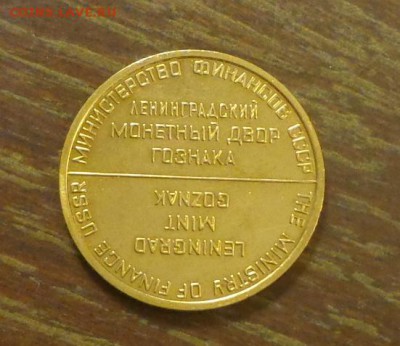 МИНИСТЕРСТВО ФИНАНСОВ СССР
ЛЕНИНГРАДСКИЙ
МОНЕТНЫЙ ДВОР
ГОЗНАКА
THE MINISTRY OF FINANCE USSR
LENINGRAD
MINT
GOZNAK